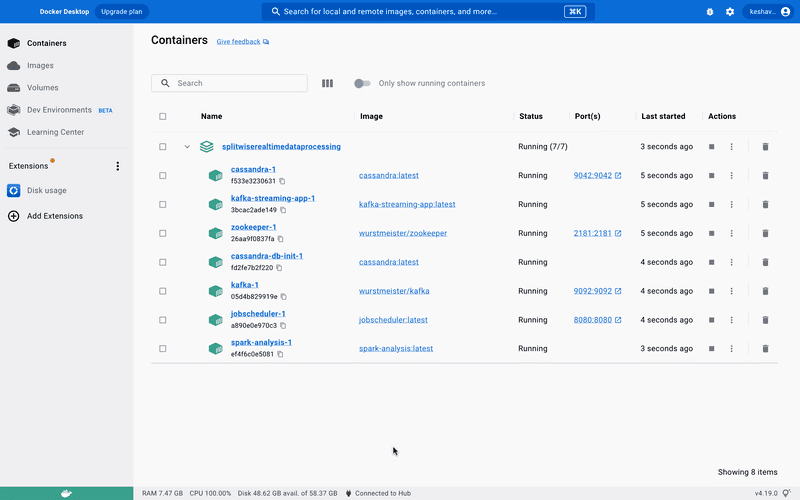 Docker Desktop Upgrade plan Search for local and remote images, containers, and more... ⌘K keshav...
Containers
Images
Volumes
Dev Environments BETA
Learning Center
Extensions
Disk usage
Add Extensions
Containers Give feedback
Search Only show running containers
Name Image Status Port(s) Last started Actions
splitwiserealtimedataprocessing Running (7/7) 3 seconds ago
cassandra-1 cassandra:latest Running 9042:9042 5 seconds ago
f533e3230631
kafka-streaming-app-1 kafka-streaming-app:latest Running 5 seconds ago
3bcac2ade149
zookeeper-1 wurstmeister/zookeeper Running 2181:2181 5 seconds ago
26aa9f0837fa
cassandra-db-init-1 cassandra:latest Running 4 seconds ago
fd2fe7b2f220
kafka-1 wurstmeister/kafka Running 9092:9092 4 seconds ago
05d4b829919e
jobscheduler-1 jobscheduler:latest Running 8080:8080 4 seconds ago
a890e0e970c3
spark-analysis-1 spark-analysis:latest Running 3 seconds ago
ef4f6c0e5081
Showing 8 items
RAM 7.47 GB CPU 100.00% Disk 48.62 GB avail. of 58.37 GB Connected to Hub v4.19.0